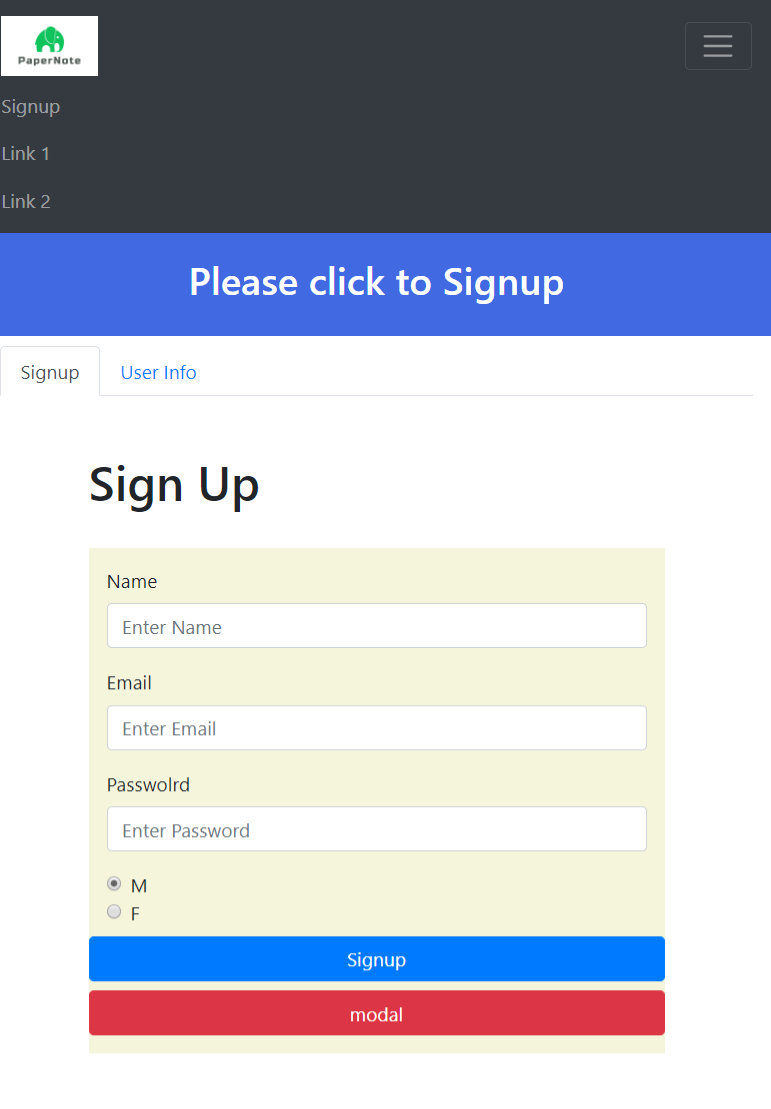 PaperNote
Signup
Link 1
Link 2
Please click to Signup
Signup
User Info
Sign Up
Name
Enter Name
Email
Enter Email
Passwolrd
Enter Password
M
F
Signup
modal